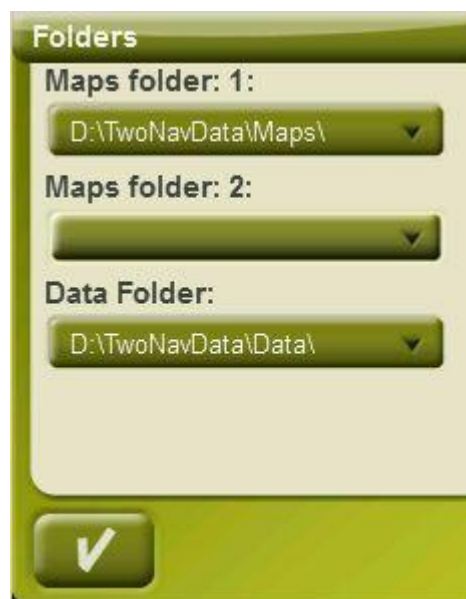 Folders
Maps folder: 1:
D:\TwoNavData\Maps\
Maps folder: 2:
Data Folder:
D:\TwoNavData\Data\